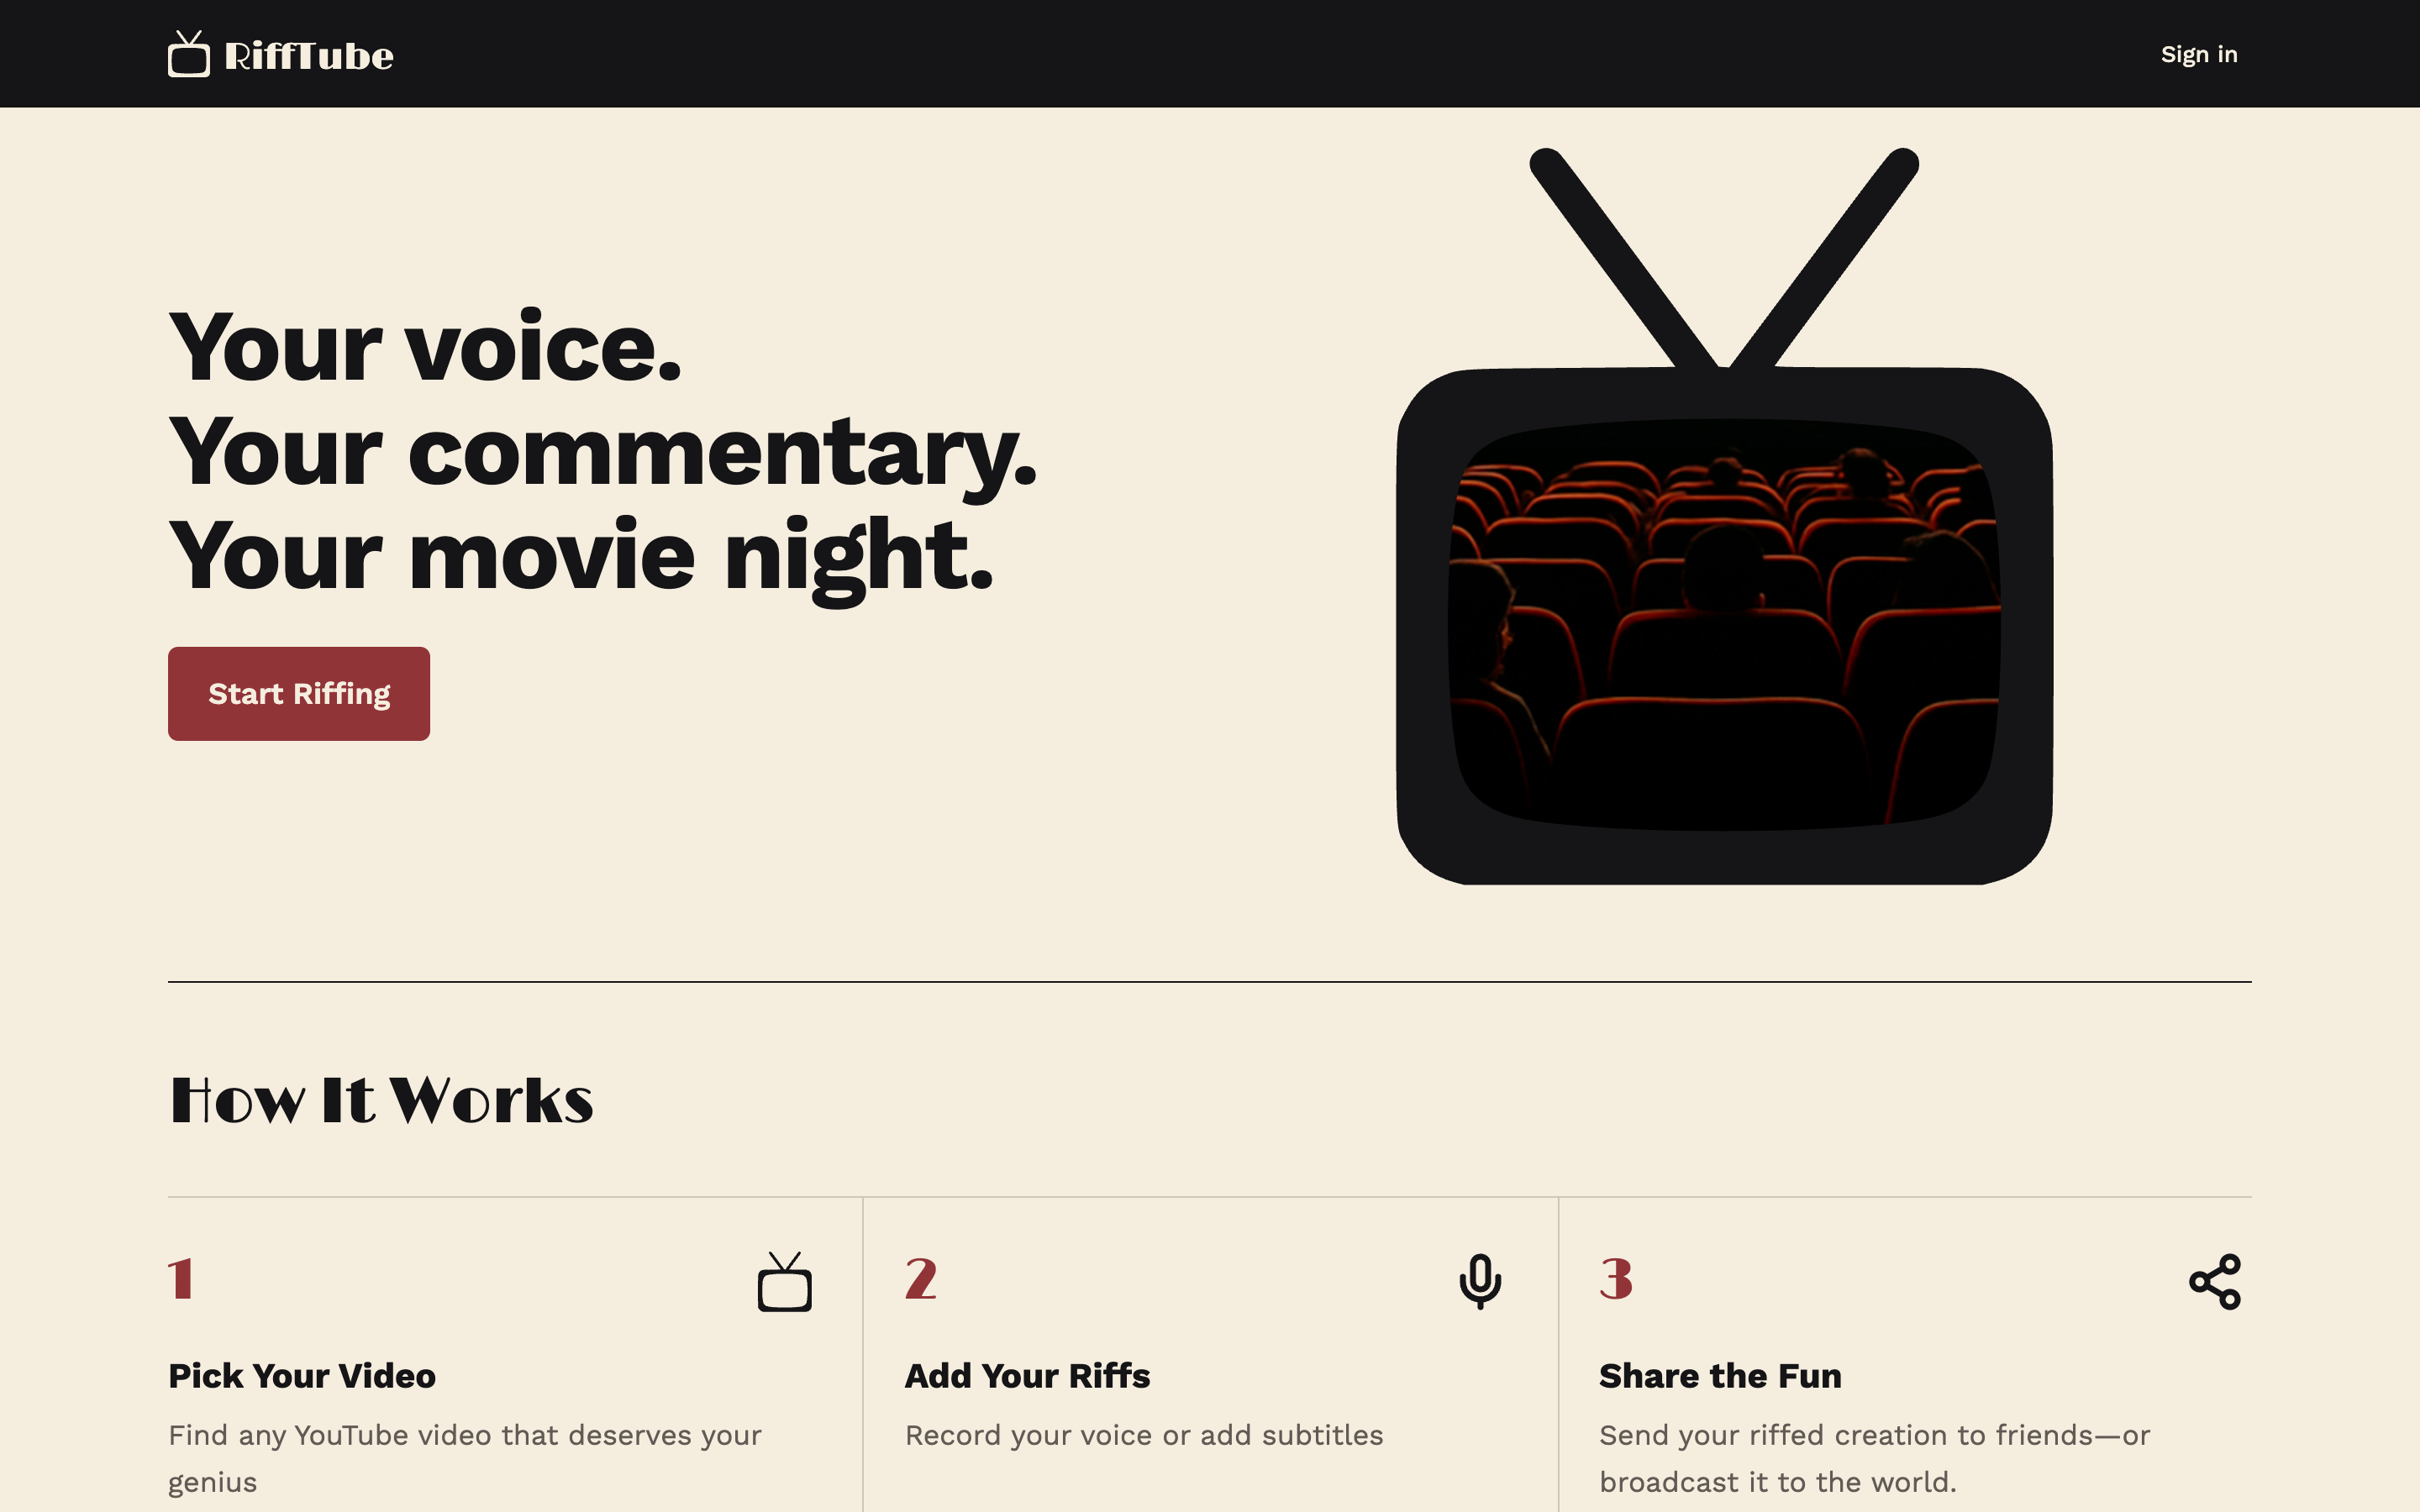 RiffTube
Sign in
Your voice.
Your commentary.
Your movie night.
Start Riffing
How It Works
1
Pick Your Video
Find any YouTube video that deserves your
genius
2
Add Your Riffs
Record your voice or add subtitles
3
Share the Fun
Send your riffed creation to friends—or
broadcast it to the world.